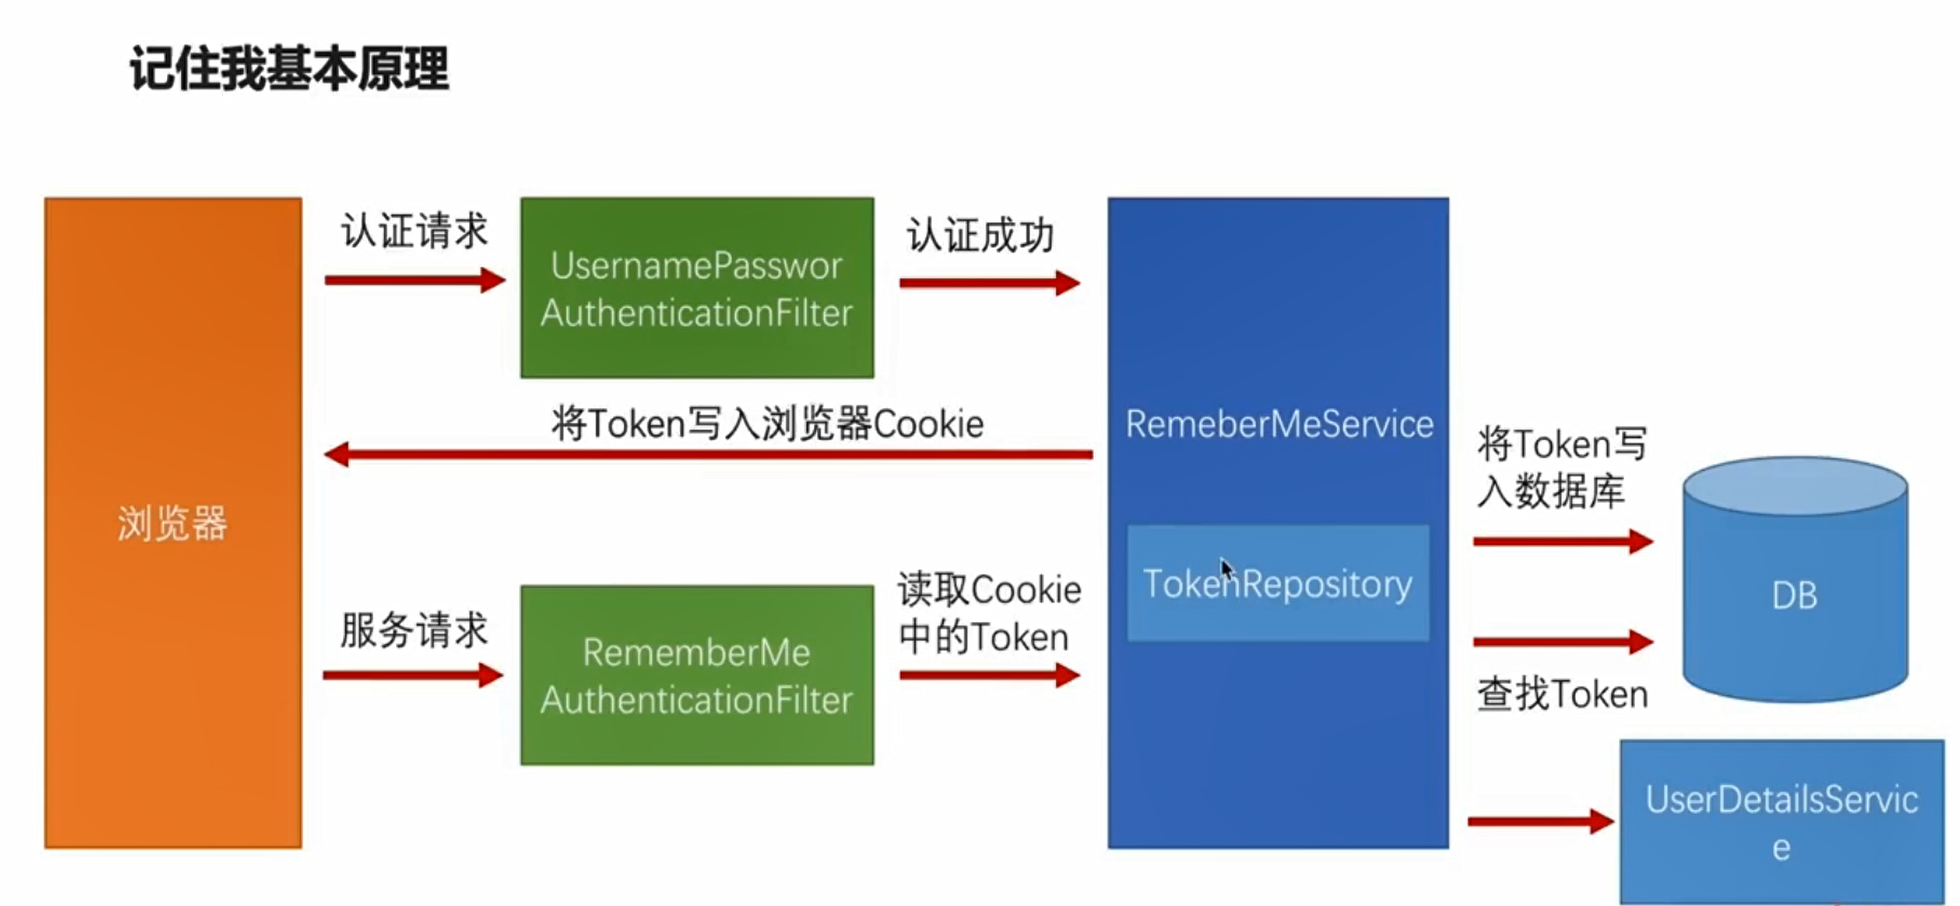 记住我基本原理
认证请求
UsernamePasswor
AuthenticationFilter
认证成功
将Token写入浏览器Cookie
RemeberMeService
将Token写
入数据库
浏览器
TokenRepository
DB
服务请求
RememberMe
AuthenticationFilter
读取Cookie
中的Token
查找Token
UserDetailsServic
e